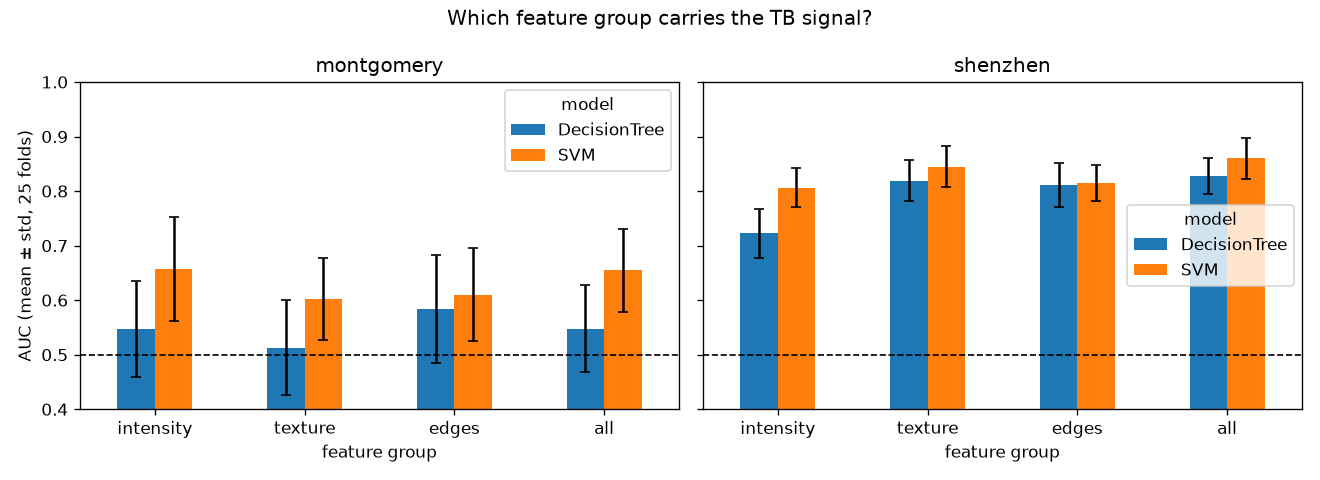 Which feature group carries the TB signal?
montgomery
AUC (mean ± std, 25 folds)
1.0
0.9
0.8
0.7
0.6
0.5
0.4
model
DecisionTree
SVM
intensity texture edges all
feature group
shenzhen
model
DecisionTree
SVM
intensity texture edges all
feature group